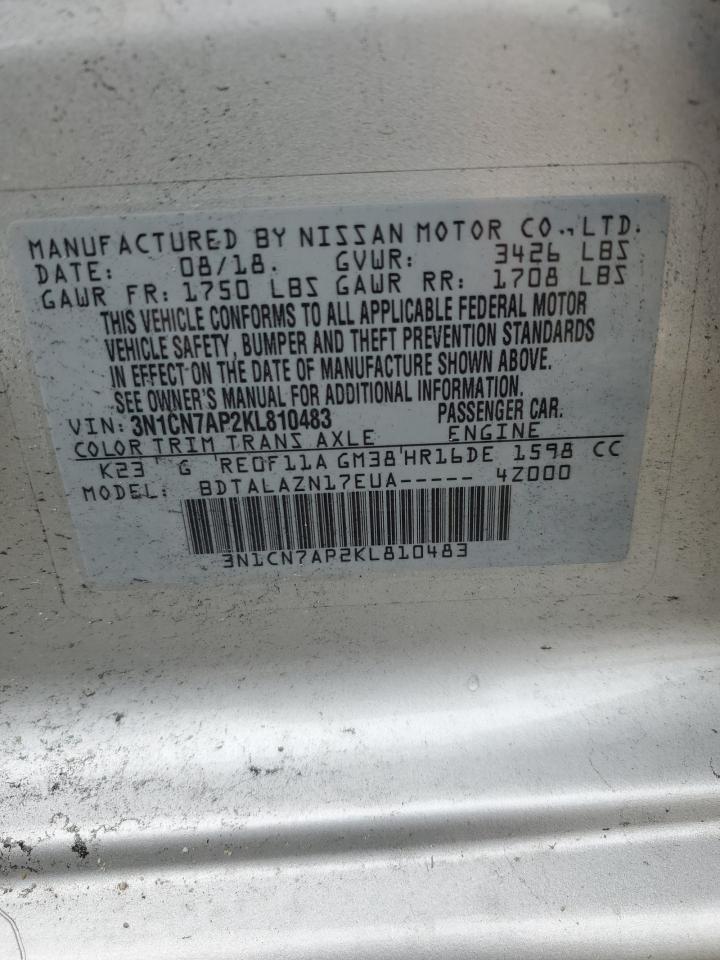 MANUFACTURED BY NISSAN MOTOR CO., LTD.
DATE: 08/18. GVWR: 3426 LBS
GAWR FR: 1750 LBS GAWR RR: 1708 LBS
THIS VEHICLE CONFORMS TO ALL APPLICABLE FEDERAL MOTOR
VEHICLE SAFETY, BUMPER AND THEFT PREVENTION STANDARDS
IN EFFECT ON THE DATE OF MANUFACTURE SHOWN ABOVE.
SEE OWNER'S MANUAL FOR ADDITIONAL INFORMATION.
VIN: 3N1CN7AP2KL810483 PASSENGER CAR.
COLOR TRIM TRANS AXLE ENGINE
K23 G RE0F11A GM38 HR16DE 1598 CC
MODEL: BDTALAZN17EUA----- 4Z000
3N1CN7AP2KL810483